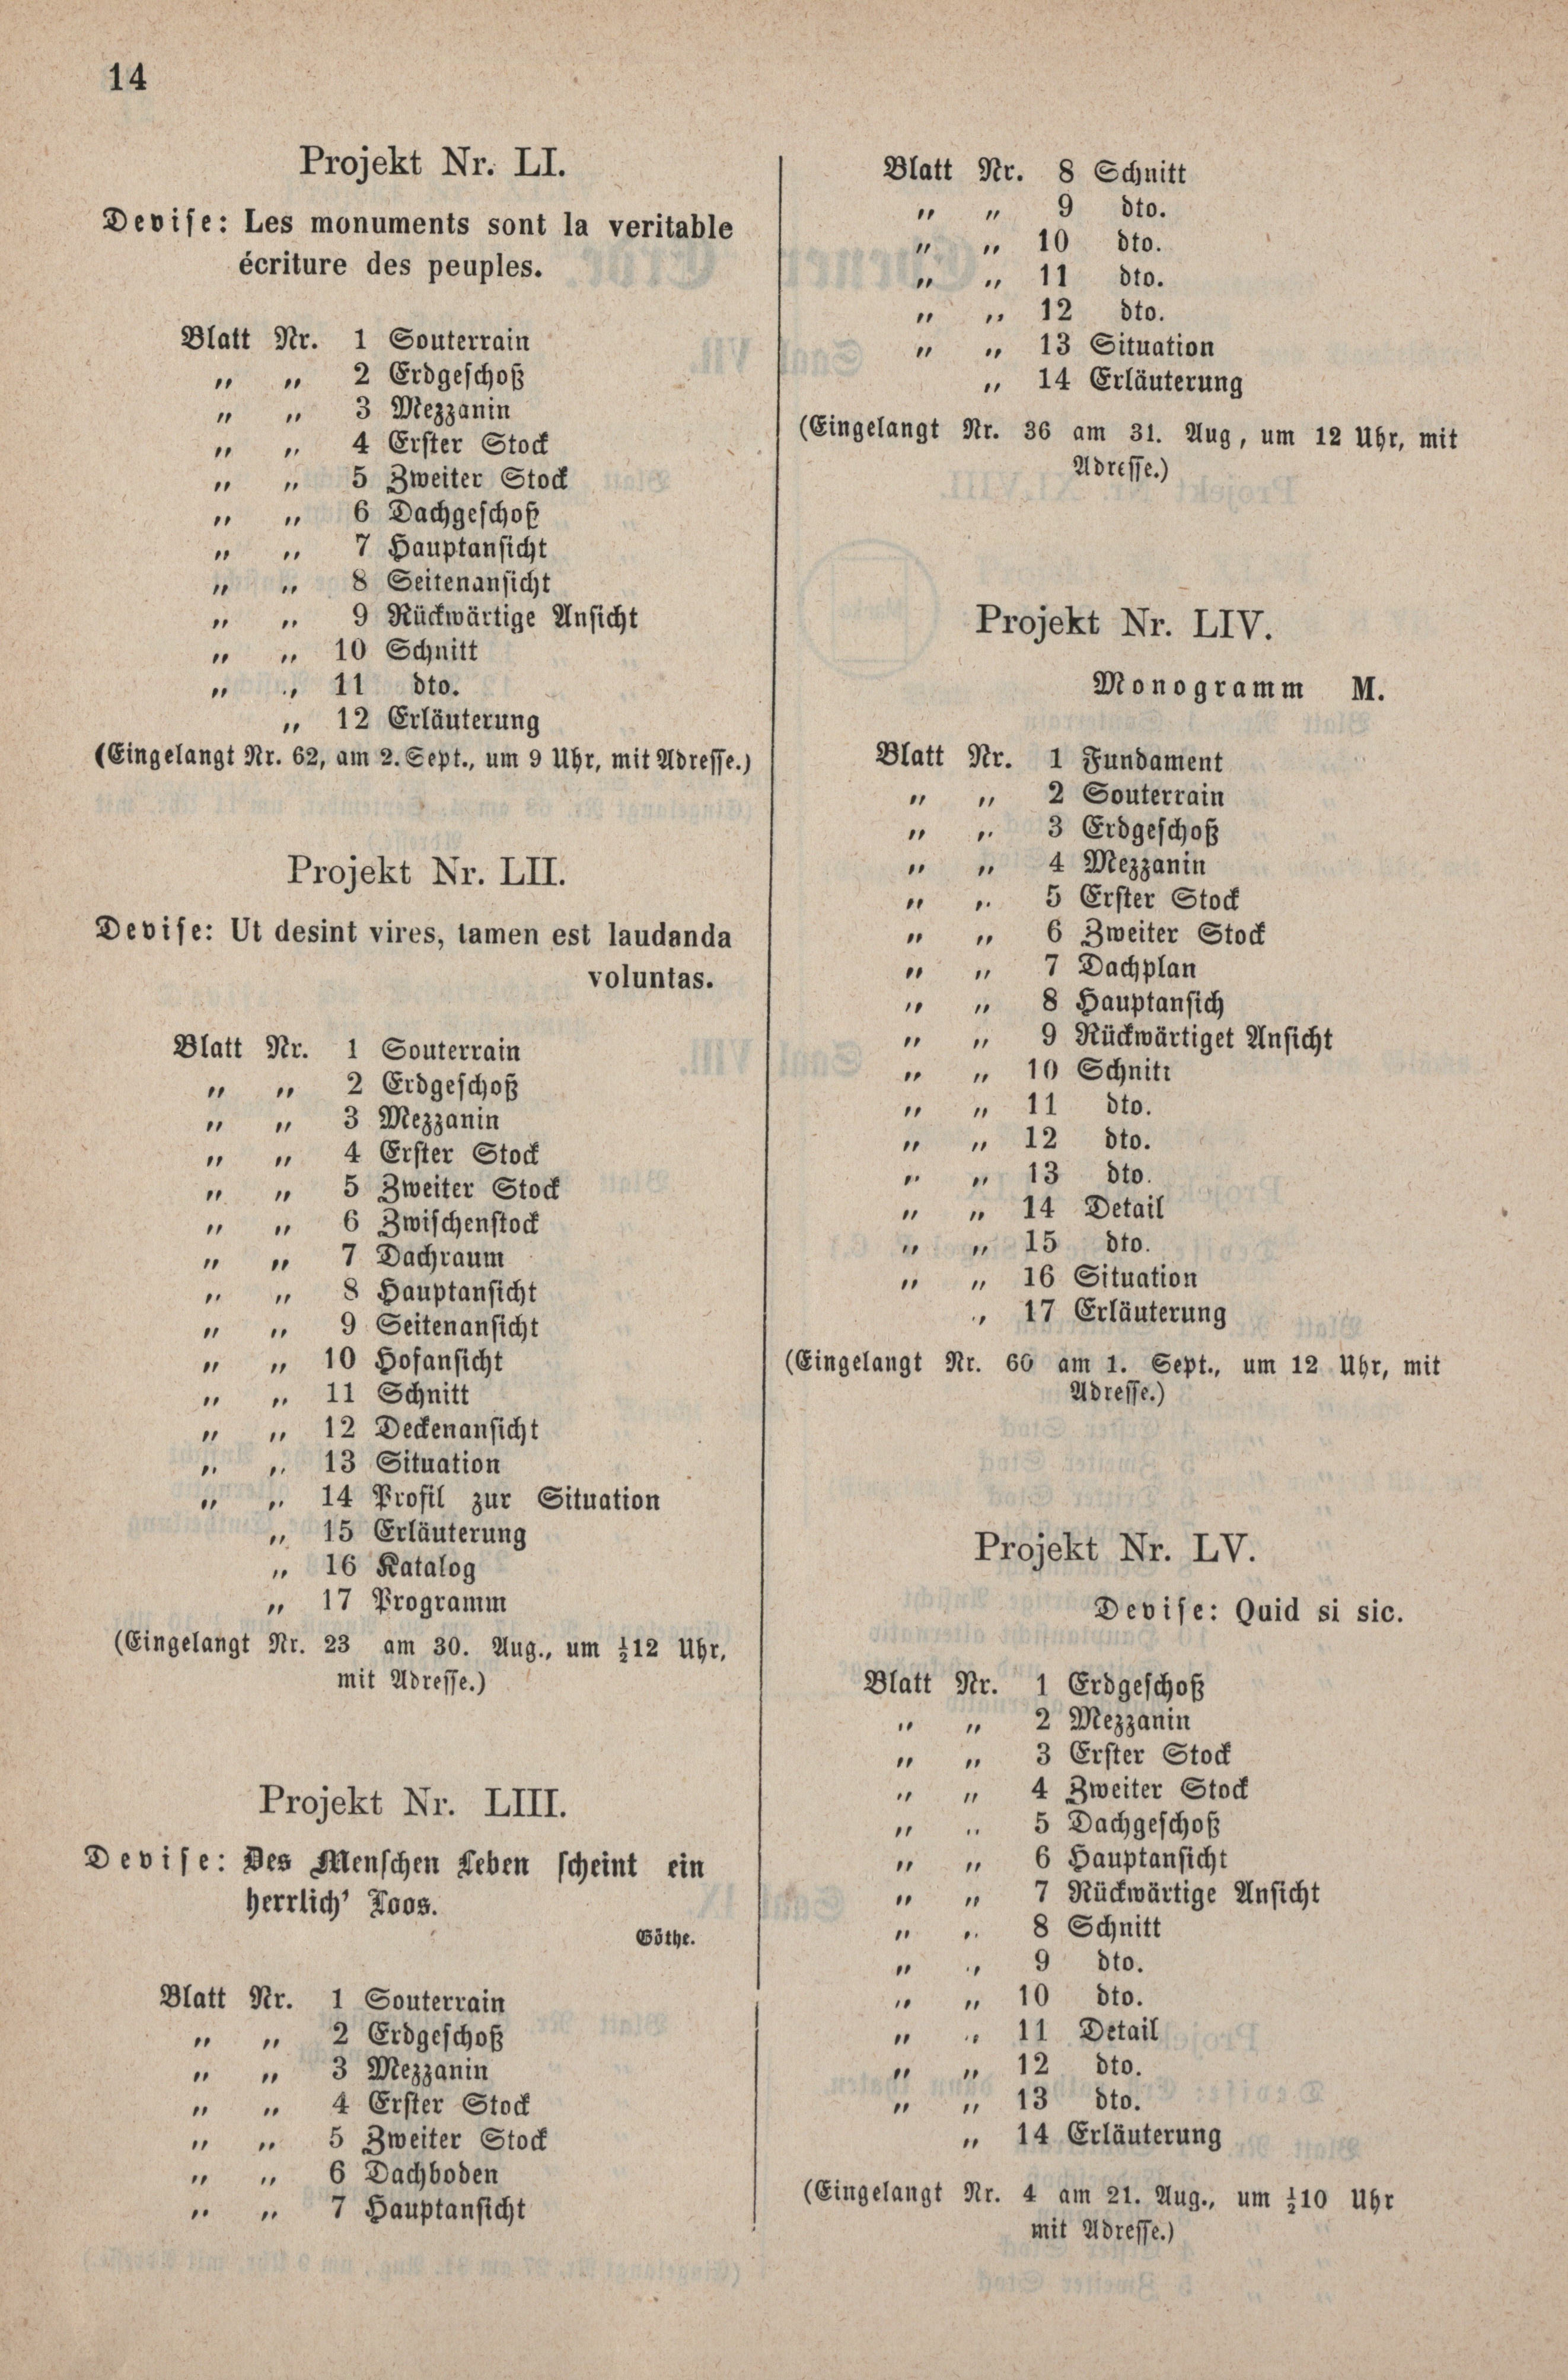 14
Projekt Nr. LI.
Devise: Les monuments sont la veritable
écriture des peuples.
Blatt Nr. 1 Souterrain
„ „ 2 Erdgeschoß
„ „ 3 Mezzanin
„ „ 4 Erster Stock
„ „ 5 Zweiter Stock
„ „ 6 Dachgeschoß
„ „ 7 Hauptansicht
„ „ 8 Seitenansicht
„ „ 9 Rückwärtige Ansicht
„ „ 10 Schnitt
„ „ 11 dto.
„ 12 Erläuterung
(Eingelangt Nr. 62, am 2. Sept., um 9 Uhr, mit Adresse.)
Projekt Nr. LII.
Devise: Ut desint vires, tamen est laudanda
voluntas.
Blatt Nr. 1 Souterrain
„ „ 2 Erdgeschoß
„ „ 3 Mezzanin
„ „ 4 Erster Stock
„ „ 5 Zweiter Stock
„ „ 6 Zwischenstock
„ „ 7 Dachraum
„ „ 8 Hauptansicht
„ „ 9 Seitenansicht
„ „ 10 Hofansicht
„ „ 11 Schnitt
„ „ 12 Deckenansicht
„ „ 13 Situation
„ „ 14 Profil zur Situation
„ 15 Erläuterung
„ 16 Katalog
„ 17 Programm
(Eingelangt Nr. 23 am 30. Aug., um ½12 Uhr,
mit Adresse.)
Projekt Nr. LIII.
Devise: Des Menschen Leben scheint ein
herrlich' Loos.
Göthe.
Blatt Nr. 1 Souterrain
„ „ 2 Erdgeschoß
„ „ 3 Mezzanin
„ „ 4 Erster Stock
„ „ 5 Zweiter Stock
„ „ 6 Dachboden
„ „ 7 Hauptansicht
Blatt Nr. 8 Schnitt
„ „ 9 dto.
„ „ 10 dto.
„ „ 11 dto.
„ „ 12 dto.
„ „ 13 Situation
„ 14 Erläuterung
(Eingelangt Nr. 36 am 31. Aug, um 12 Uhr, mit
Adresse.)
Projekt Nr. LIV.
Monogramm M.
Blatt Nr. 1 Fundament
„ „ 2 Souterrain
„ „ 3 Erdgeschoß
„ „ 4 Mezzanin
„ „ 5 Erster Stock
„ „ 6 Zweiter Stock
„ „ 7 Dachplan
„ „ 8 Hauptansich
„ „ 9 Rückwärtiget Ansicht
„ „ 10 Schnitt
„ „ 11 dto.
„ „ 12 dto.
„ „ 13 dto.
„ „ 14 Detail
„ „ 15 dto.
„ „ 16 Situation
„ 17 Erläuterung
(Eingelangt Nr. 60 am 1. Sept., um 12 Uhr, mit
Adresse.)
Projekt Nr. LV.
Devise: Quid si sic.
Blatt Nr. 1 Erdgeschoß
„ „ 2 Mezzanin
„ „ 3 Erster Stock
„ „ 4 Zweiter Stock
„ „ 5 Dachgeschoß
„ „ 6 Hauptansicht
„ „ 7 Rückwärtige Ansicht
„ „ 8 Schnitt
„ „ 9 dto.
„ „ 10 dto.
„ „ 11 Detail
„ „ 12 dto.
„ „ 13 dto.
„ 14 Erläuterung
(Eingelangt Nr. 4 am 21. Aug., um ½10 Uhr
mit Adresse.)